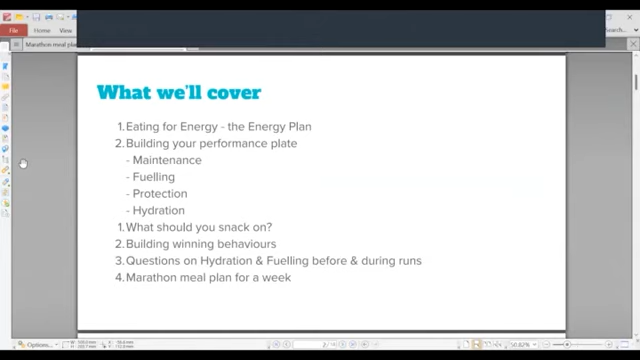 File
Home
View
Search...
Marathon meal pla
What we'll cover
1. Eating for Energy - the Energy Plan
2. Building your performance plate
- Maintenance
- Fuelling
- Protection
- Hydration
1. What should you snack on?
2. Building winning behaviours
3. Questions on Hydration & Fuelling before & during runs
4. Marathon meal plan for a week
Options...